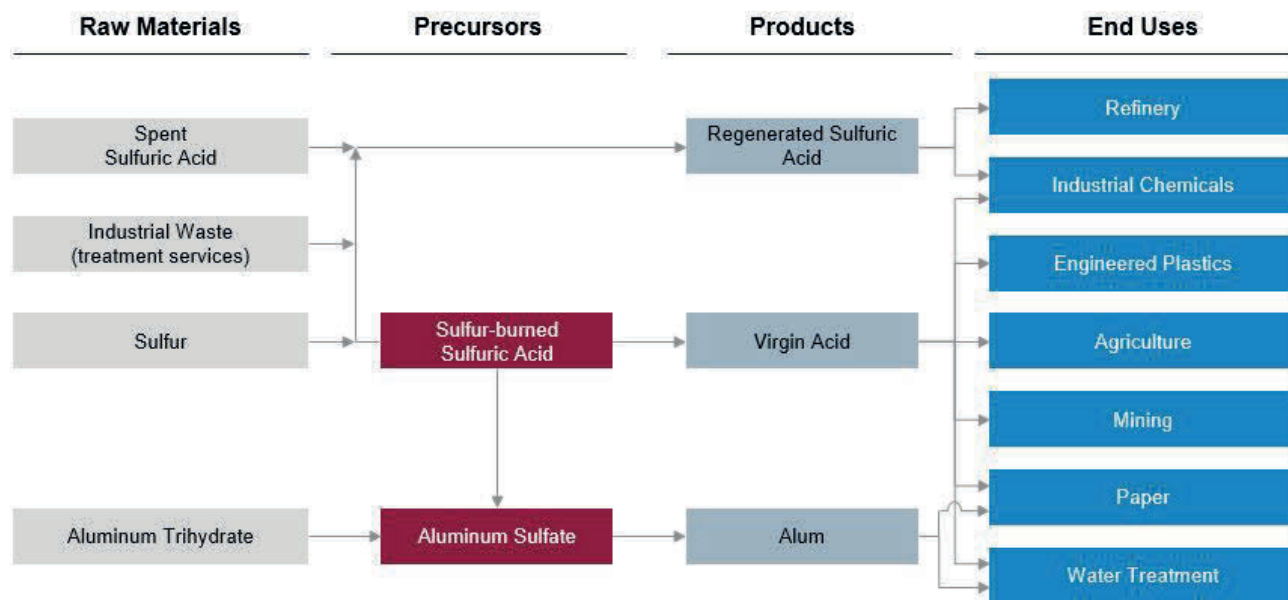 Raw Materials
Precursors
Products
End Uses
Spent
Sulfuric Acid
Regenerated Sulfuric
Acid
Refinery
Industrial Chemicals
Industrial Waste
(treatment services)
Engineered Plastics
Sulfur
Sulfur-burned
Sulfuric Acid
Virgin Acid
Agriculture
Mining
Paper
Aluminum Trihydrate
Aluminum Sulfate
Alum
Water Treatment